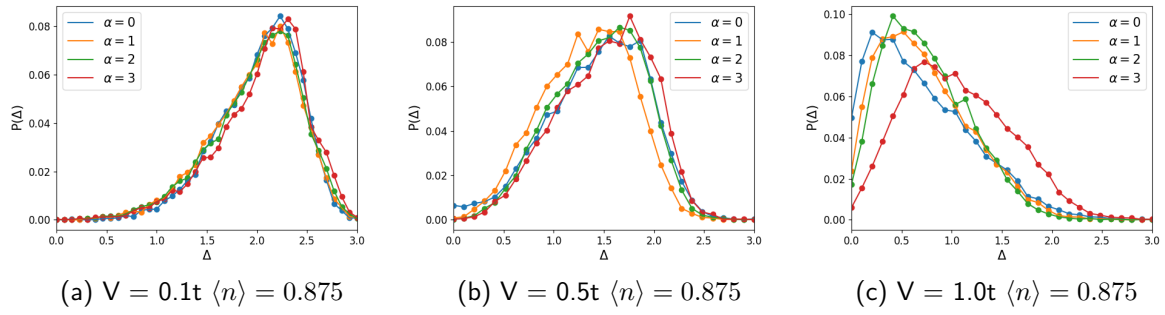 0.08
0.06
0.04
0.02
0.00
P(Δ)
α = 0
α = 1
α = 2
α = 3
0.0 0.5 1.0 1.5 2.0 2.5 3.0
Δ
(a) V = 0.1t ⟨n⟩ = 0.875
0.08
0.06
0.04
0.02
0.00
P(Δ)
α = 0
α = 1
α = 2
α = 3
0.0 0.5 1.0 1.5 2.0 2.5 3.0
Δ
(b) V = 0.5t ⟨n⟩ = 0.875
0.10
0.08
0.06
0.04
0.02
0.00
P(Δ)
α = 0
α = 1
α = 2
α = 3
0.0 0.5 1.0 1.5 2.0 2.5 3.0
Δ
(c) V = 1.0t ⟨n⟩ = 0.875